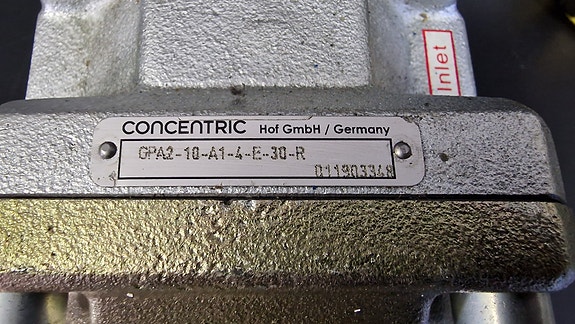 Inlet
CONCENTRIC Hof GmbH / Germany
GPA2-10-A1-4-E-30-R
011903348